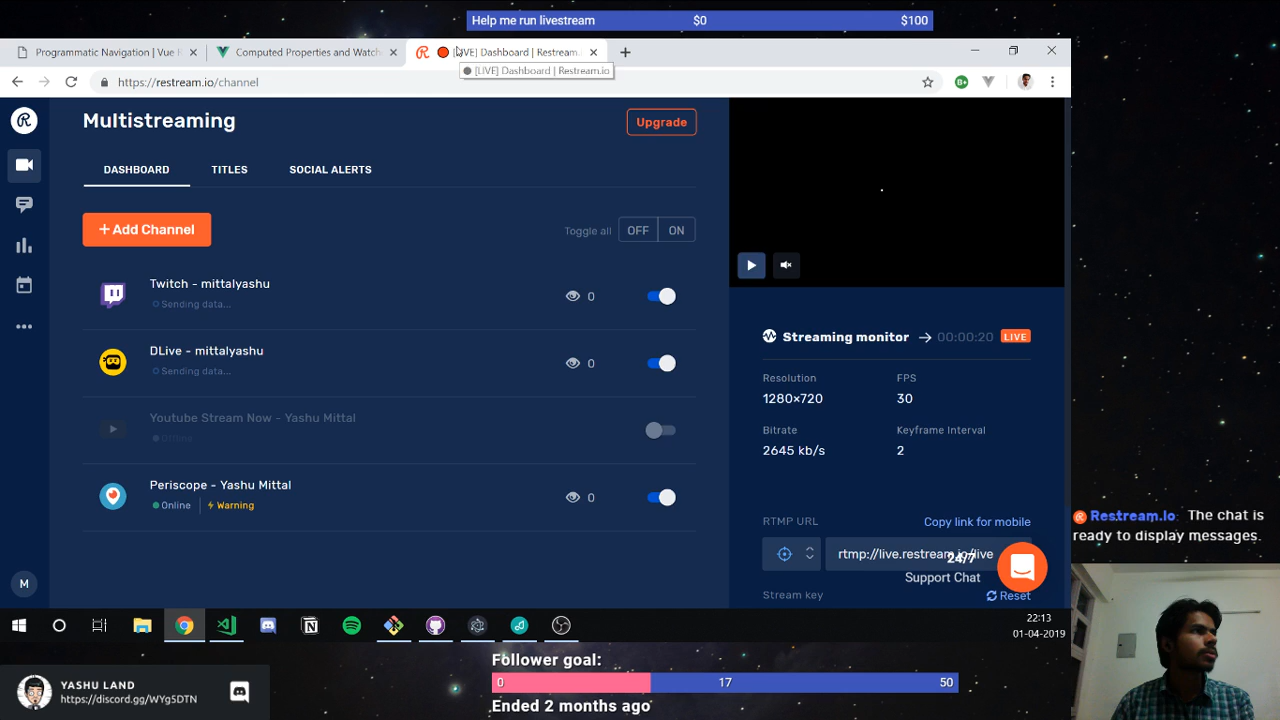 Help me run livestream $0 $100
Programmatic Navigation | Vue
Computed Properties and Watch
[LIVE] Dashboard | Restream.
[LIVE] Dashboard | Restream.io
https://restream.io/channel
Multistreaming
Upgrade
DASHBOARD TITLES SOCIAL ALERTS
+ Add Channel
Toggle all OFF ON
Twitch - mittalyashu
Sending data...
0
DLive - mittalyashu
Sending data...
0
Youtube Stream Now - Yashu Mittal
Offline
Periscope - Yashu Mittal
Online Warning
0
M
Streaming monitor → 00:00:20 LIVE
Resolution FPS
1280×720 30
Bitrate Keyframe Interval
2645 kb/s 2
RTMP URL Copy link for mobile
rtmp://live.restream.io/live
24/7
Support Chat
Stream key Reset
Restream.Io: The chat is
ready to display messages.
22:13
01-04-2019
YASHU LAND
https://discord.gg/WYg5DTN
Follower goal:
0 17 50
Ended 2 months ago